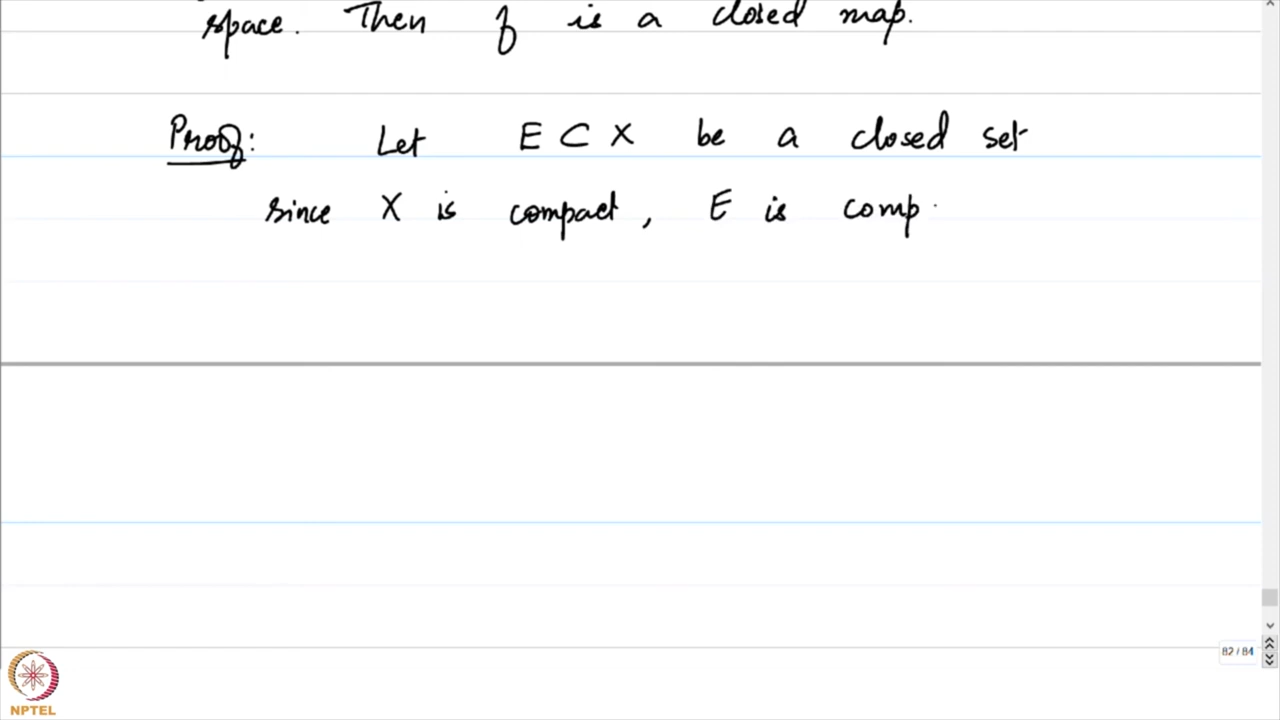 space. Then f is a closed map.
Proof: Let E ⊂ X be a closed set
since X is compact, E is comp
82 / 84
NPTEL